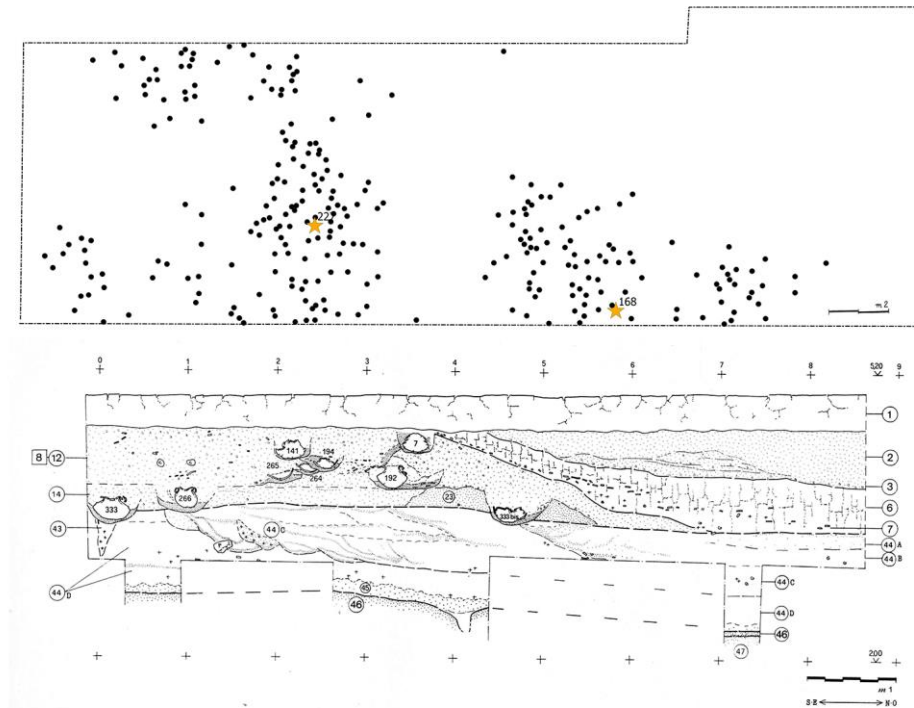 22
168
m. 2
0 1 2 3 4 5 6 7 8 520 9
1
8 12 141 194 7 2
265 264 192 3
14 266 23 6
333 333 bis 7
43 44 C 44 A
44 B
44 D 45 44 C
46 44 D
46
47
200
m 1
S-E N-O